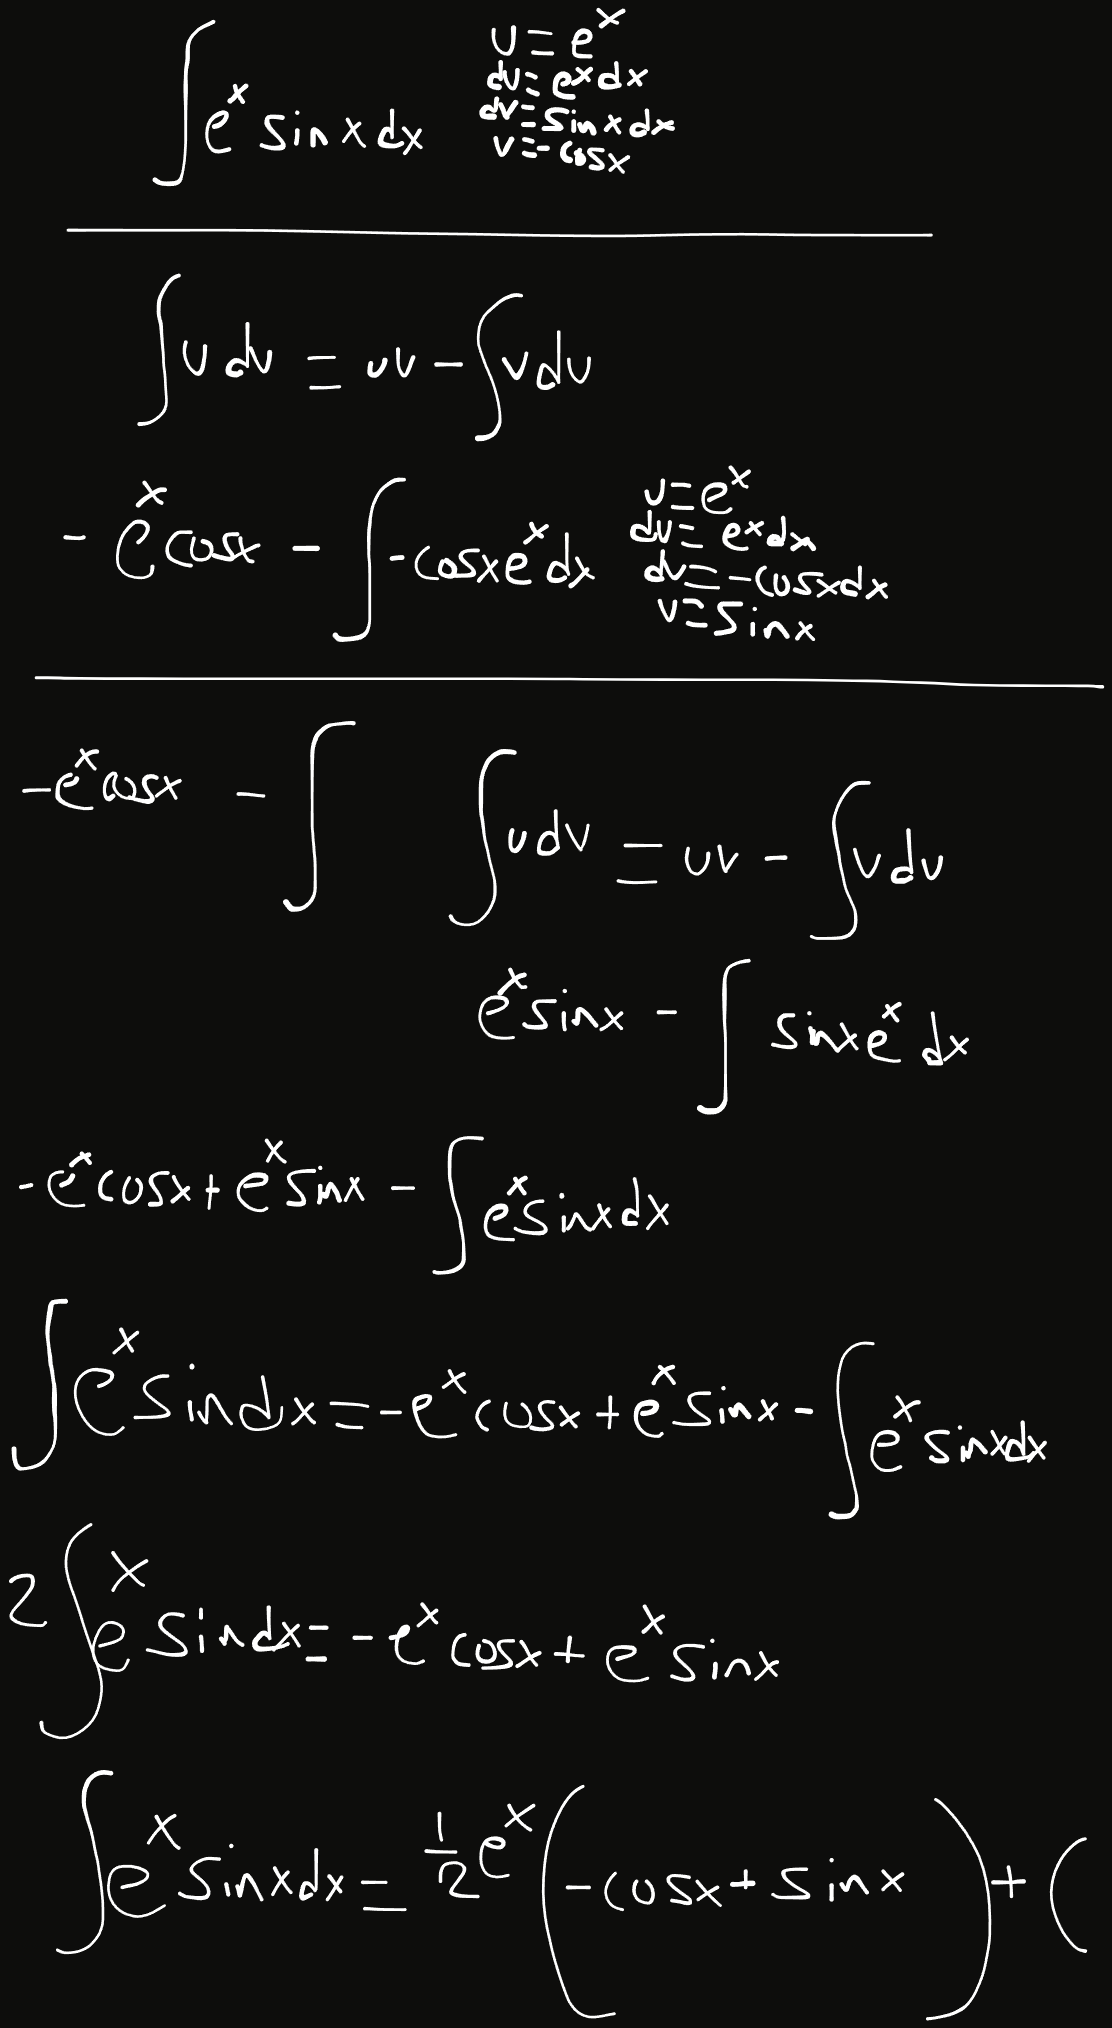 ∫ e^x sin x dx
u = e^x
du = e^x dx
dv = sin x dx
v = -cos x
∫ u dv = uv - ∫ v du
- e^x cos x - ∫ -cos x e^x dx
u = e^x
du = e^x dx
dv = -cos x dx
v = sin x
-e^x cos x - ∫
∫ u dv = uv - ∫ v du
e^x sin x - ∫ sin x e^x dx
-e^x cos x + e^x sin x - ∫ e^x sin x dx
∫ e^x sin dx = -e^x cos x + e^x sin x - ∫ e^x sin x dx
2 ∫ e^x sin dx = -e^x cos x + e^x sin x
∫ e^x sin x dx = 1/2 e^x (-cos x + sin x) + C